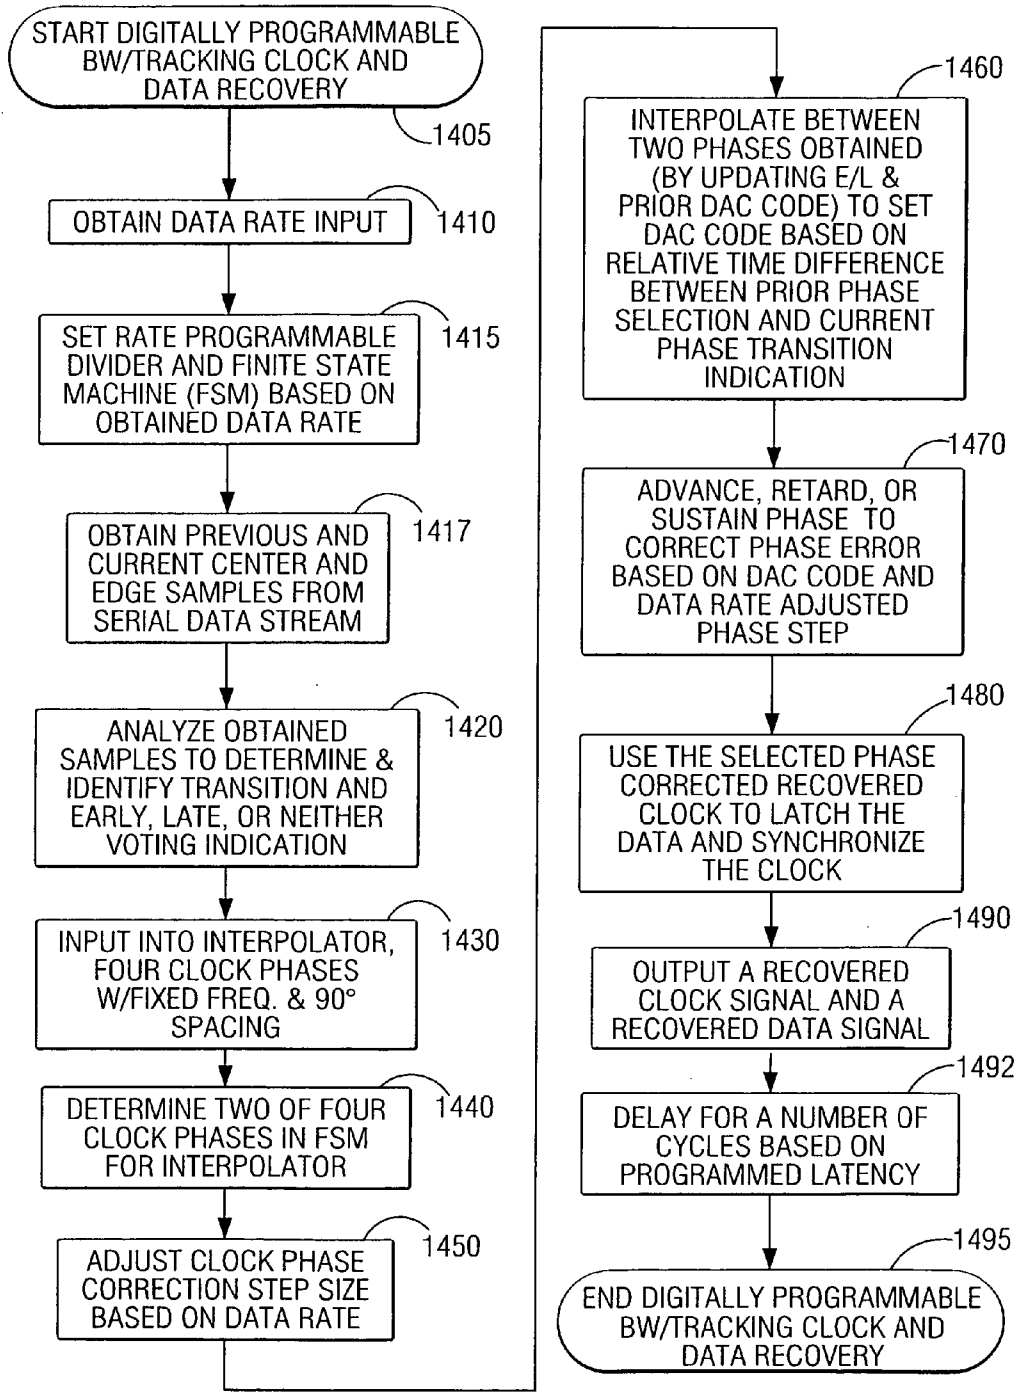 START DIGITALLY PROGRAMMABLE
BW/TRACKING CLOCK AND
DATA RECOVERY
1405
OBTAIN DATA RATE INPUT
1410
SET RATE PROGRAMMABLE
DIVIDER AND FINITE STATE
MACHINE (FSM) BASED ON
OBTAINED DATA RATE
1415
OBTAIN PREVIOUS AND
CURRENT CENTER AND
EDGE SAMPLES FROM
SERIAL DATA STREAM
1417
ANALYZE OBTAINED
SAMPLES TO DETERMINE &
IDENTIFY TRANSITION AND
EARLY, LATE, OR NEITHER
VOTING INDICATION
1420
INPUT INTO INTERPOLATOR,
FOUR CLOCK PHASES
W/FIXED FREQ. & 90°
SPACING
1430
DETERMINE TWO OF FOUR
CLOCK PHASES IN FSM
FOR INTERPOLATOR
1440
ADJUST CLOCK PHASE
CORRECTION STEP SIZE
BASED ON DATA RATE
1450
INTERPOLATE BETWEEN
TWO PHASES OBTAINED
(BY UPDATING E/L &
PRIOR DAC CODE) TO SET
DAC CODE BASED ON
RELATIVE TIME DIFFERENCE
BETWEEN PRIOR PHASE
SELECTION AND CURRENT
PHASE TRANSITION
INDICATION
1460
ADVANCE, RETARD, OR
SUSTAIN PHASE TO
CORRECT PHASE ERROR
BASED ON DAC CODE AND
DATA RATE ADJUSTED
PHASE STEP
1470
USE THE SELECTED PHASE
CORRECTED RECOVERED
CLOCK TO LATCH THE
DATA AND SYNCHRONIZE
THE CLOCK
1480
OUTPUT A RECOVERED
CLOCK SIGNAL AND A
RECOVERED DATA SIGNAL
1490
DELAY FOR A NUMBER OF
CYCLES BASED ON
PROGRAMMED LATENCY
1492
END DIGITALLY PROGRAMMABLE
BW/TRACKING CLOCK AND
DATA RECOVERY
1495